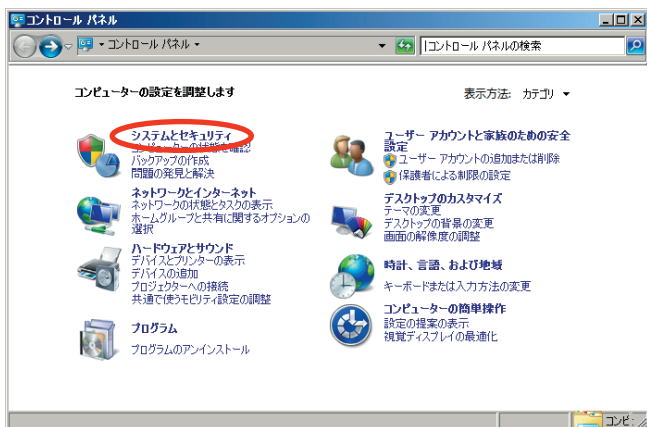 コントロール パネル
コントロール パネル
コントロール パネルの検索
コンピューターの設定を調整します
表示方法: カテゴリ
システムとセキュリティ
コンピューターの状態を確認
バックアップの作成
問題の発見と解決
ネットワークとインターネット
ネットワークの状態とタスクの表示
ホームグループと共有に関するオプションの
選択
ハードウェアとサウンド
デバイスとプリンターの表示
デバイスの追加
プロジェクターへの接続
共通で使うモビリティ設定の調整
プログラム
プログラムのアンインストール
ユーザー アカウントと家族のための安全
設定
ユーザー アカウントの追加または削除
保護者による制限の設定
デスクトップのカスタマイズ
テーマの変更
デスクトップの背景の変更
画面の解像度の調整
時計、言語、および地域
キーボードまたは入力方法の変更
コンピューターの簡単操作
設定の提案の表示
視覚ディスプレイの最適化
コンピ